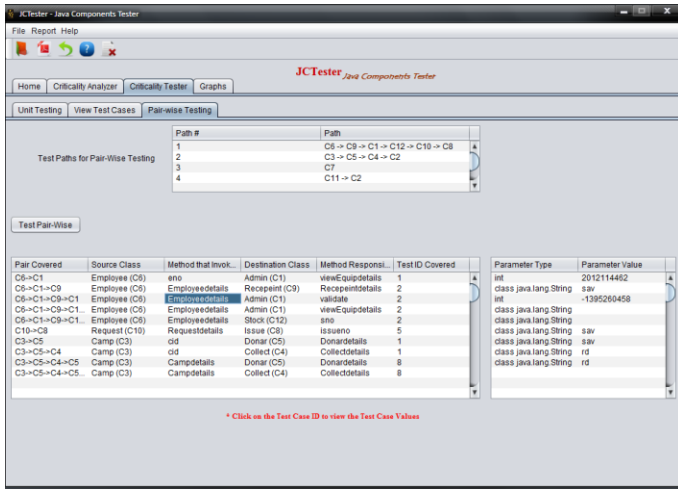 JCTester - Java Components Tester
File Report Help
JCTester Java Components Tester
Home Criticality Analyzer Criticality Tester Graphs
Unit Testing View Test Cases Pair-wise Testing
Path # Path
1 C6 -> C9 -> C1 -> C12 -> C10 -> C8
2 C3 -> C5 -> C4 -> C2
3 C7
4 C11 -> C2
Test Paths for Pair-Wise Testing
Test Pair-Wise
Pair Covered Source Class Method that Invok... Destination Class Method Responsi... Test ID Covered
C6->C1 Employee (C6) eno Admin (C1) viewEquipdetails 1
C6->C1->C9 Employee (C6) Employeedetails Recepeint (C9) Recepeintdetails 2
C6->C1->C9->C1 Employee (C6) Employeedetails Admin (C1) validate 2
C6->C1->C9->C1... Employee (C6) Employeedetails Admin (C1) viewEquipdetails 2
C6->C1->C9->C1... Employee (C6) Employeedetails Stock (C12) sno 2
C10->C8 Request (C10) Requestdetails Issue (C8) issueno 5
C3->C5 Camp (C3) cid Donar (C5) Donardetails 1
C3->C5->C4 Camp (C3) cid Collect (C4) Collectdetails 1
C3->C5->C4->C5 Camp (C3) Campdetails Donar (C5) Donardetails 8
C3->C5->C4->C5... Camp (C3) Campdetails Collect (C4) Collectdetails 8
Parameter Type Parameter Value
int 2012114462
class java.lang.String sav
int -1395260458
class java.lang.String
class java.lang.String
class java.lang.String sav
class java.lang.String sav
class java.lang.String rd
class java.lang.String rd
* Click on the Test Case ID to view the Test Case Values